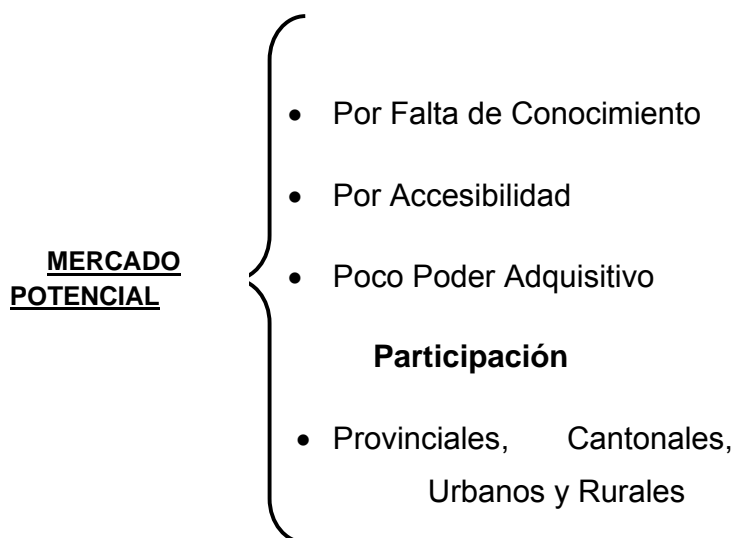 MERCADO
POTENCIAL
• Por Falta de Conocimiento
• Por Accesibilidad
• Poco Poder Adquisitivo
Participación
• Provinciales, Cantonales,
Urbanos y Rurales